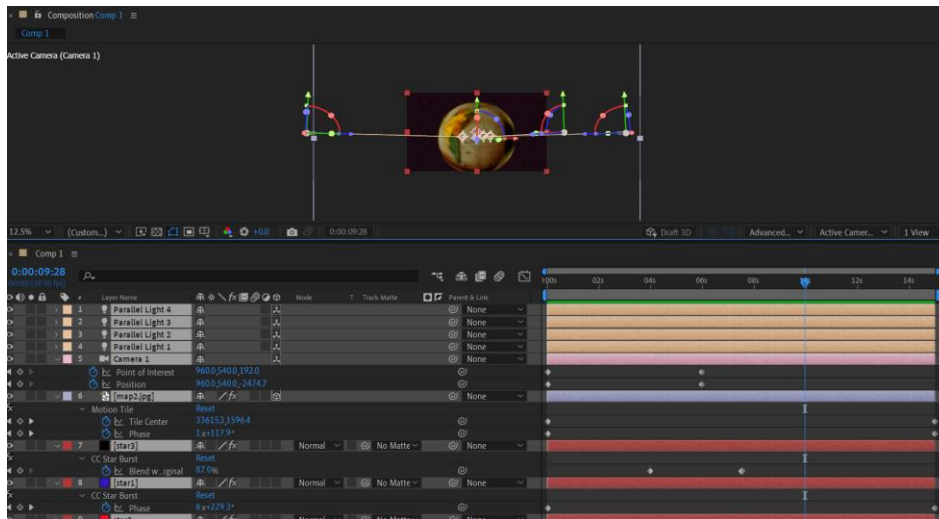 Composition Comp 1
Comp 1
Active Camera (Camera 1)
12.5% (Custom...) +0.0 0:00:09:28 Draft 3D Advanced... Active Camer... 1 View
Comp 1
0:00:09:28
# Layer Name Mode T Track Matte Parent & Link 02s 04s 06s 08s 10s 12s 14s
1 Parallel Light 4 None
2 Parallel Light 3 None
3 Parallel Light 2 None
4 Parallel Light 1 None
5 Camera 1 None
Point of Interest 960.0,540.0,192.0
Position 960.0,540.0,-2474.7
6 [map2.jpg] None
Motion Tile Reset
Tile Center 33615.3,1596.4
Phase 1x+117.9°
7 [star3] Normal No Matte None
CC Star Burst Reset
Blend w...iginal 87.0%
8 [star1] Normal No Matte None
CC Star Burst Reset
Phase 6x+229.3°